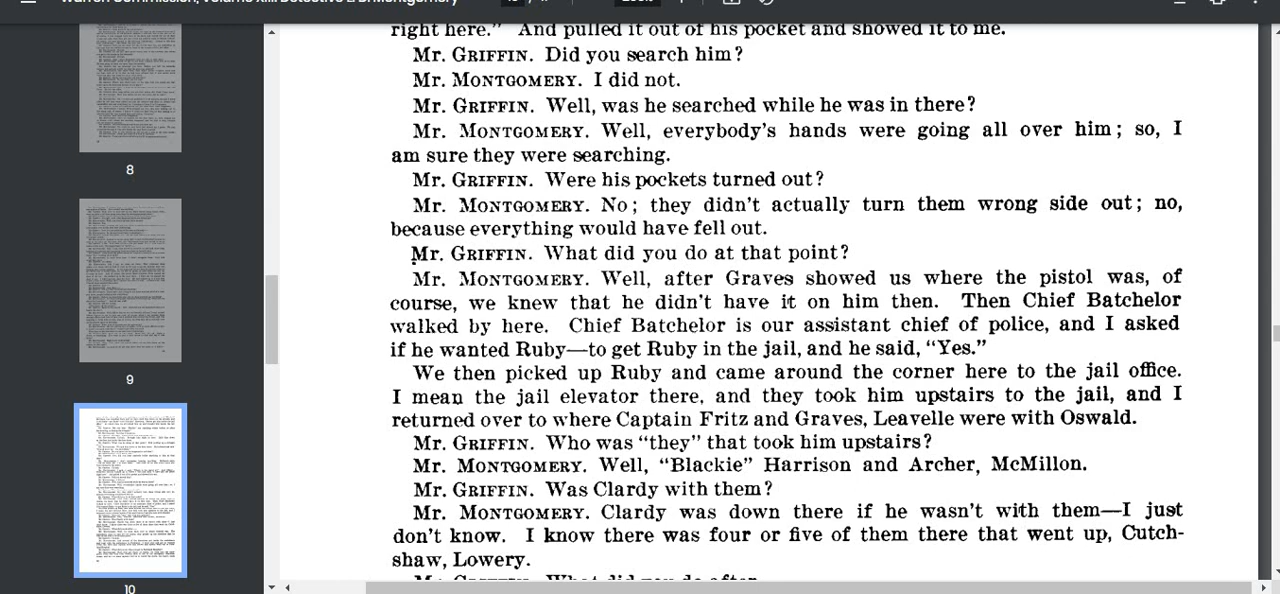 right here." And pulled it out of his pocket and showed it to me.
Mr. GRIFFIN. Did you search him?
Mr. MONTGOMERY. I did not.
Mr. GRIFFIN. Well, was he searched while he was in there?
Mr. MONTGOMERY. Well, everybody's hands were going all over him; so, I
am sure they were searching.
Mr. GRIFFIN. Were his pockets turned out?
Mr. MONTGOMERY. No; they didn't actually turn them wrong side out; no,
because everything would have fell out.
Mr. GRIFFIN. What did you do at that point?
Mr. MONTGOMERY. Well, after Graves showed us where the pistol was, of
course, we knew that he didn't have it on him then. Then Chief Batchelor
walked by here. Chief Batchelor is our assistant chief of police, and I asked
if he wanted Ruby—to get Ruby in the jail, and he said, "Yes."
We then picked up Ruby and came around the corner here to the jail office.
I mean the jail elevator there, and they took him upstairs to the jail, and I
returned over to where Captain Fritz and Graves, Leavelle were with Oswald.
Mr. GRIFFIN. Who is "they" that took him upstairs?
Mr. MONTGOMERY. Well, "Blackie" Harrison and Archer, McMillon.
Mr. GRIFFIN. Was Clardy with them?
Mr. MONTGOMERY. Clardy was down there if he wasn't with them—I just
don't know. I know there was four or five of them there that went up, Cutch-
shaw, Lowery.
Mr. GRIFFIN. What did you do after
8
9
10